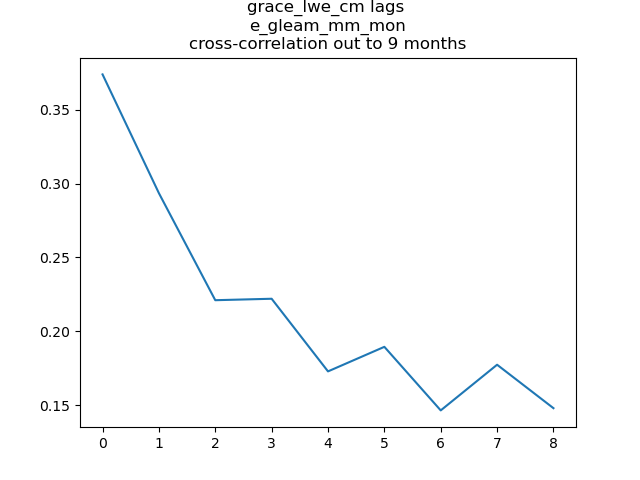 grace_lwe_cm lags
e_gleam_mm_mon
cross-correlation out to 9 months
0.35
0.30
0.25
0.20
0.15
0 1 2 3 4 5 6 7 8